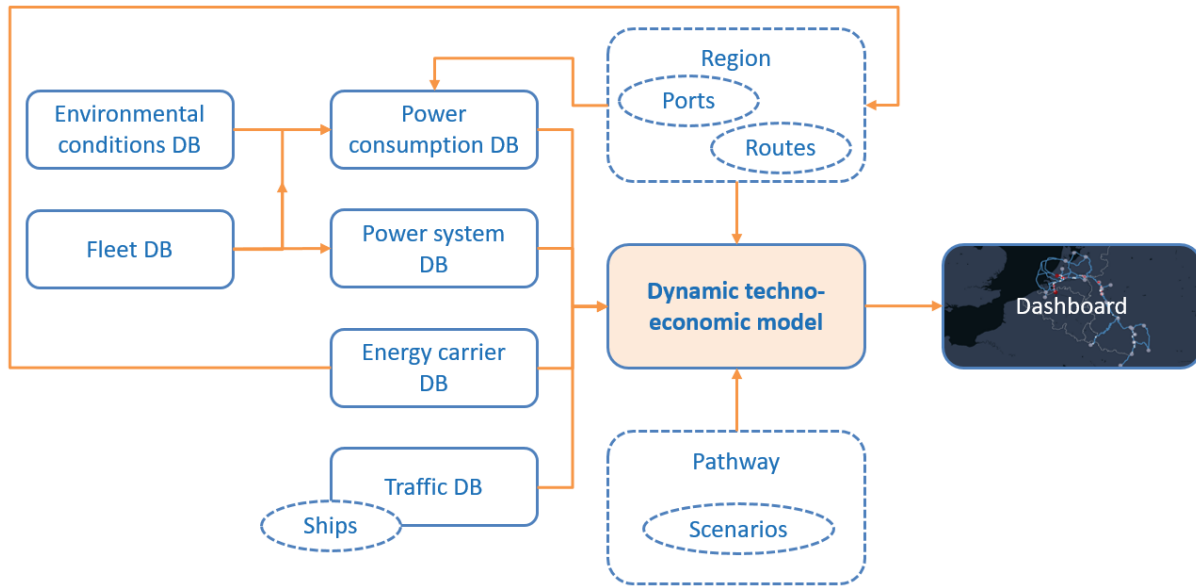 Region
Ports
Routes
Environmental
conditions DB
Power
consumption DB
Fleet DB
Power system
DB
Dynamic techno-
economic model
Dashboard
Energy carrier
DB
Traffic DB
Ships
Pathway
Scenarios